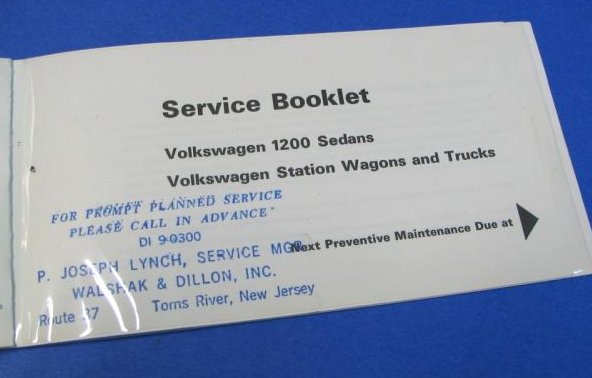 Service Booklet
Volkswagen 1200 Sedans
Volkswagen Station Wagons and Trucks
FOR PROMPT PLANNED SERVICE
PLEASE CALL IN ADVANCE
DI 9-0300
Next Preventive Maintenance Due at
P. JOSEPH LYNCH, SERVICE MGR.
WALSHAK & DILLON, INC.
Route 37 Toms River, New Jersey